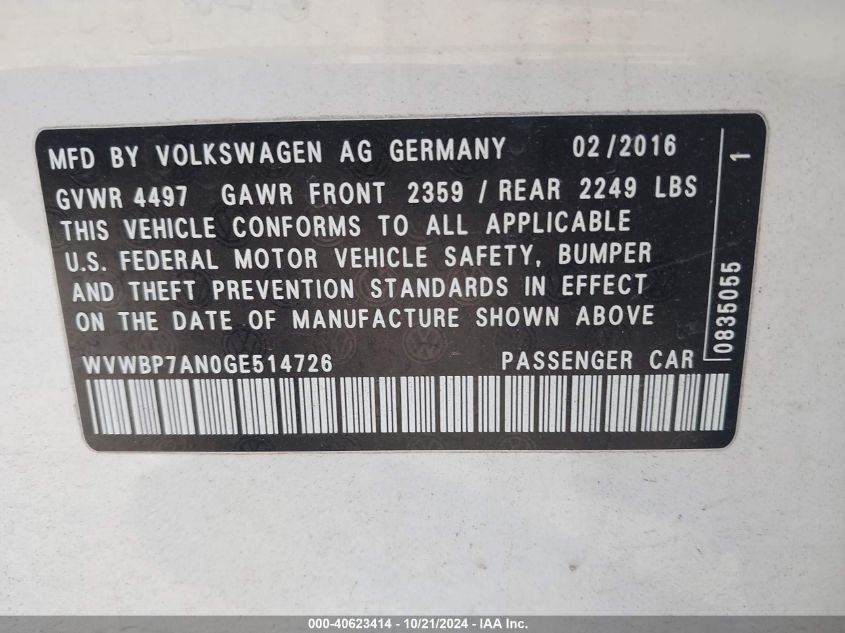 MFD BY VOLKSWAGEN AG GERMANY 02/2016
GVWR 4497 GAWR FRONT 2359 / REAR 2249 LBS
THIS VEHICLE CONFORMS TO ALL APPLICABLE
U.S. FEDERAL MOTOR VEHICLE SAFETY, BUMPER
AND THEFT PREVENTION STANDARDS IN EFFECT
ON THE DATE OF MANUFACTURE SHOWN ABOVE
WVWBP7AN0GE514726 PASSENGER CAR
0835055 1
000-40623414 - 10/21/2024 - IAA Inc.